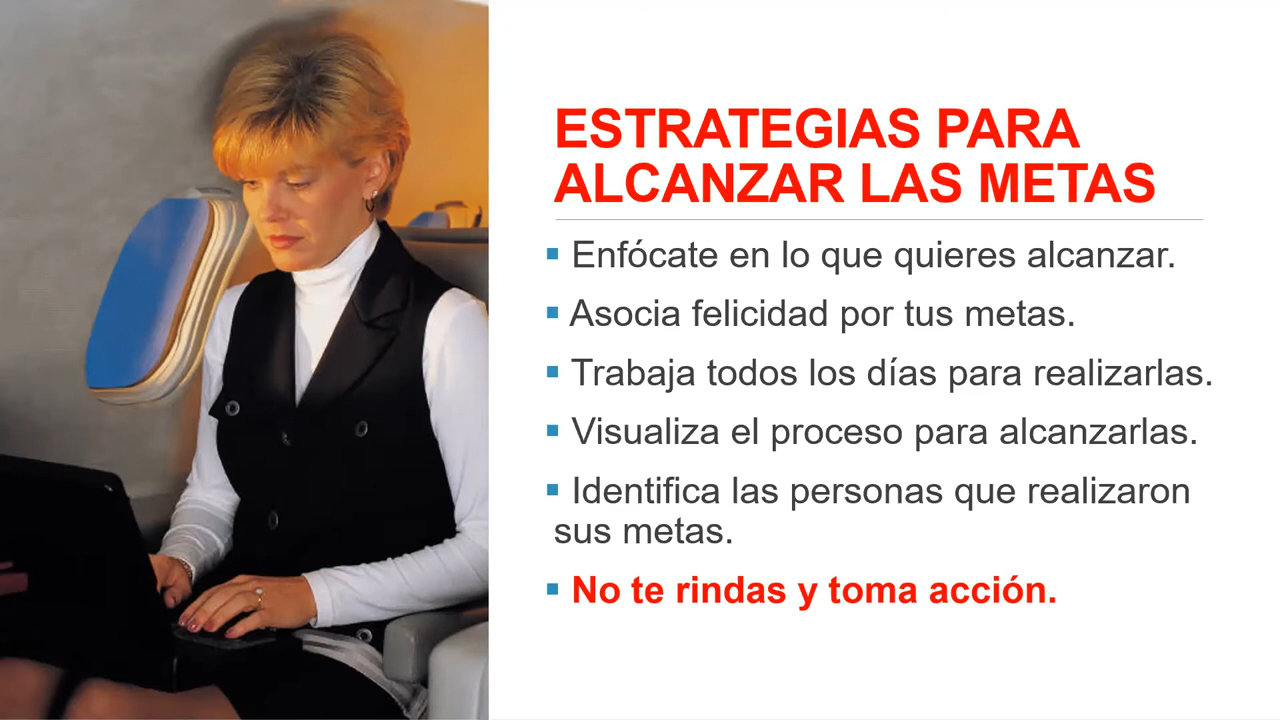 ESTRATEGIAS PARA
ALCANZAR LAS METAS
▪ Enfócate en lo que quieres alcanzar.
▪ Asocia felicidad por tus metas.
▪ Trabaja todos los días para realizarlas.
▪ Visualiza el proceso para alcanzarlas.
▪ Identifica las personas que realizaron
sus metas.
▪ No te rindas y toma acción.